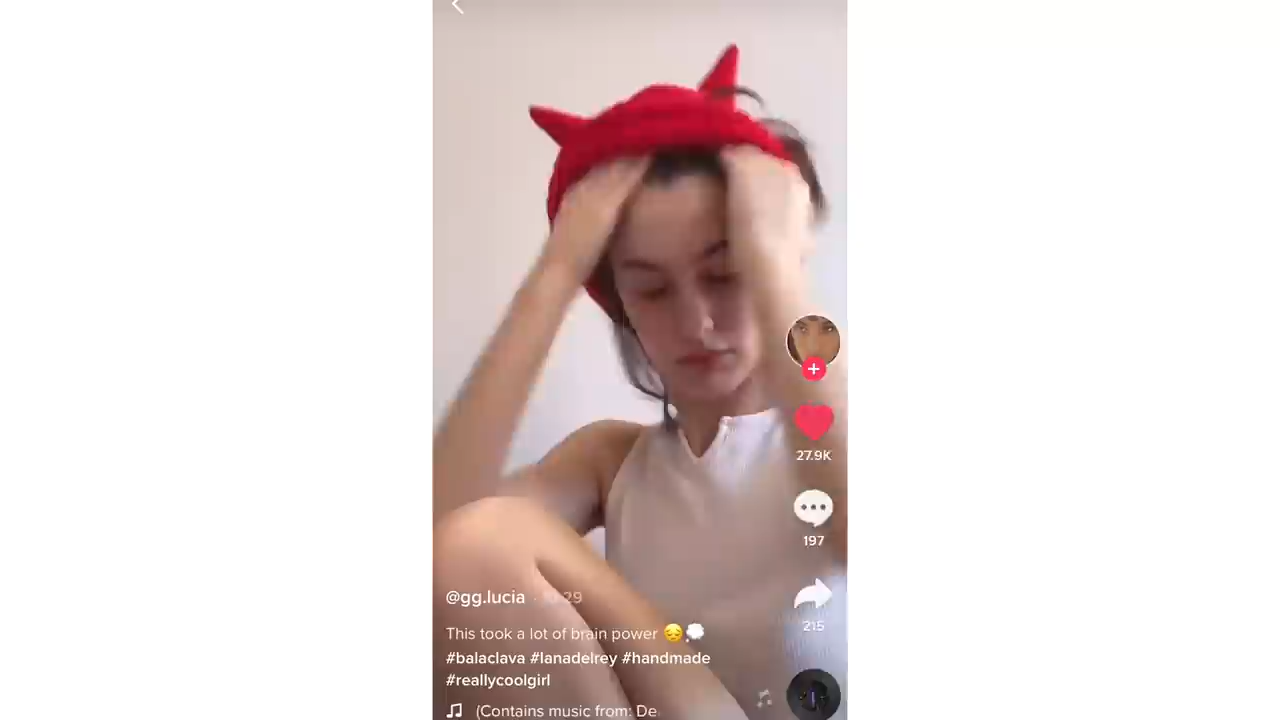 27.9K
197
215
@gg.lucia
This took a lot of brain power 😔💭
#balaclava #lanadelrey #handmade
#reallycoolgirl
(Contains music from: De